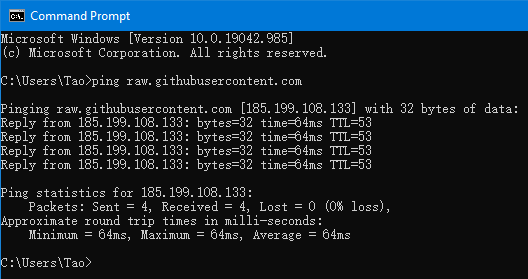 Command Prompt
Microsoft Windows [Version 10.0.19042.985]
(c) Microsoft Corporation. All rights reserved.
C:\Users\Tao>ping raw.githubusercontent.com
Pinging raw.githubusercontent.com [185.199.108.133] with 32 bytes of data:
Reply from 185.199.108.133: bytes=32 time=64ms TTL=53
Reply from 185.199.108.133: bytes=32 time=64ms TTL=53
Reply from 185.199.108.133: bytes=32 time=64ms TTL=53
Reply from 185.199.108.133: bytes=32 time=64ms TTL=53
Ping statistics for 185.199.108.133:
    Packets: Sent = 4, Received = 4, Lost = 0 (0% loss),
Approximate round trip times in milli-seconds:
    Minimum = 64ms, Maximum = 64ms, Average = 64ms
C:\Users\Tao>